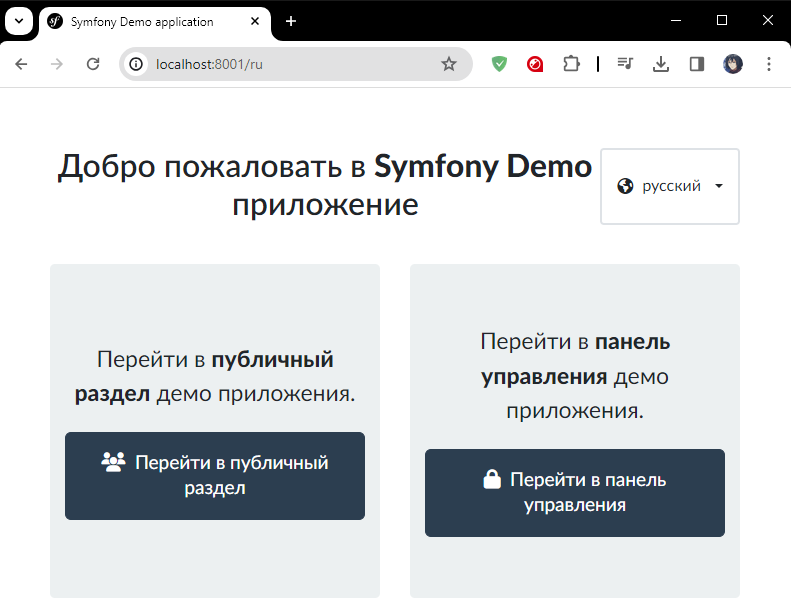 Symfony Demo application
localhost:8001/ru
Добро пожаловать в Symfony Demo
приложение
русский
Перейти в публичный
раздел демо приложения.
Перейти в публичный
раздел
Перейти в панель
управления демо
приложения.
Перейти в панель
управления